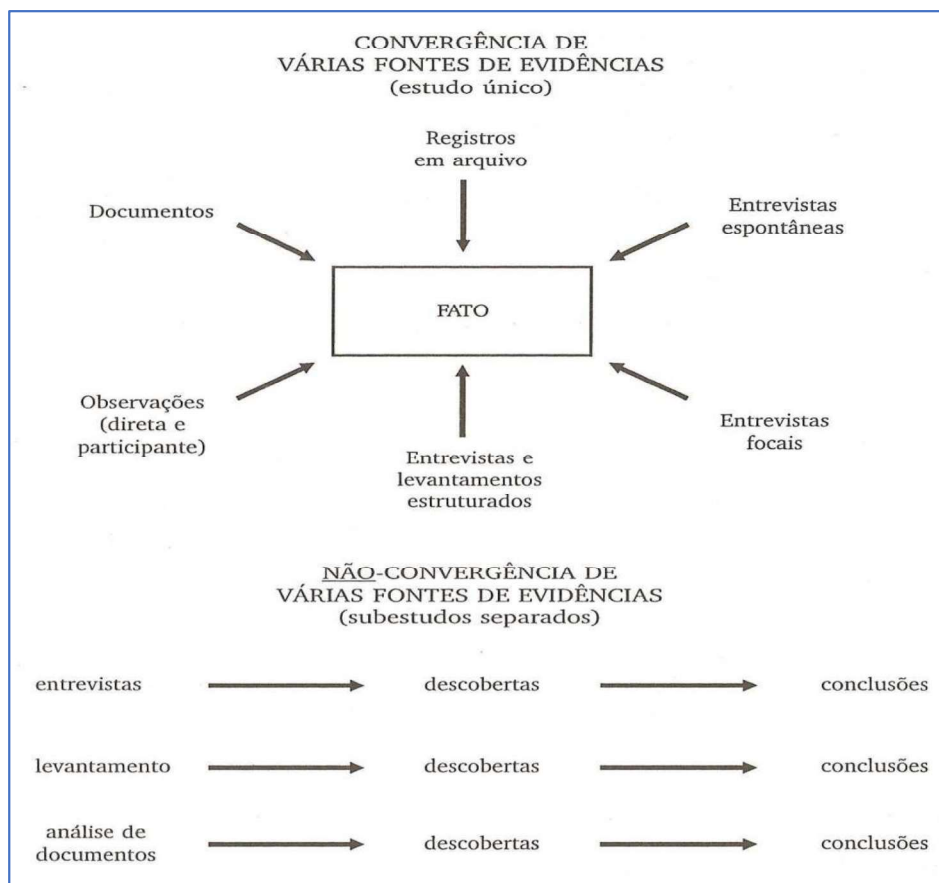 CONVERGÊNCIA DE
VÁRIAS FONTES DE EVIDÊNCIAS
(estudo único)
Registros
em arquivo
Documentos
Entrevistas
espontâneas
FATO
Observações
(direta e
participante)
Entrevistas e
levantamentos
estruturados
Entrevistas
focais
NÃO-CONVERGÊNCIA DE
VÁRIAS FONTES DE EVIDÊNCIAS
(subestudos separados)
entrevistas descobertas conclusões
levantamento descobertas conclusões
análise de
documentos descobertas conclusões